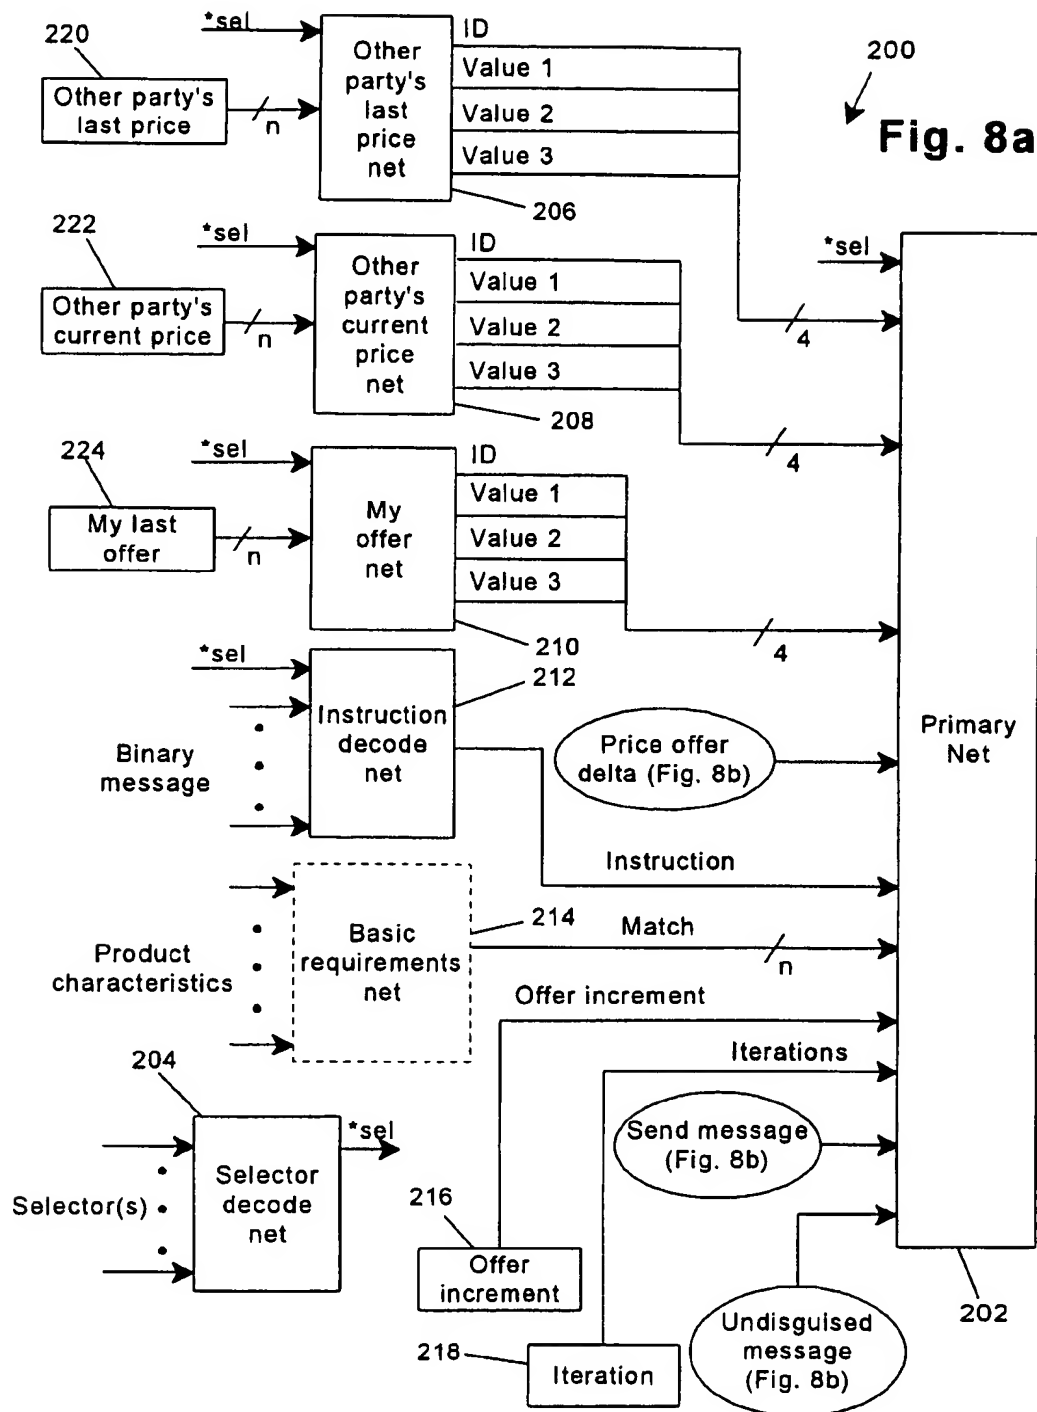 220
*sel
Other party's
last price
n
Other
party's
last
price
net
ID
Value 1
Value 2
Value 3
206
200
Fig. 8a
222
*sel
Other party's
current price
n
Other
party's
current
price
net
ID
Value 1
Value 2
Value 3
208
*sel
4
4
224
*sel
My last
offer
n
My
offer
net
ID
Value 1
Value 2
Value 3
210
4
*sel
212
Binary
message
Instruction
decode
net
Price offer
delta (Fig. 8b)
Primary
Net
Instruction
Product
characteristics
Basic
requirements
net
214
Match
n
Offer increment
Iterations
204
Selector(s)
Selector
decode
net
*sel
Send message
(Fig. 8b)
216
Offer
increment
218
Iteration
Undisguised
message
(Fig. 8b)
202